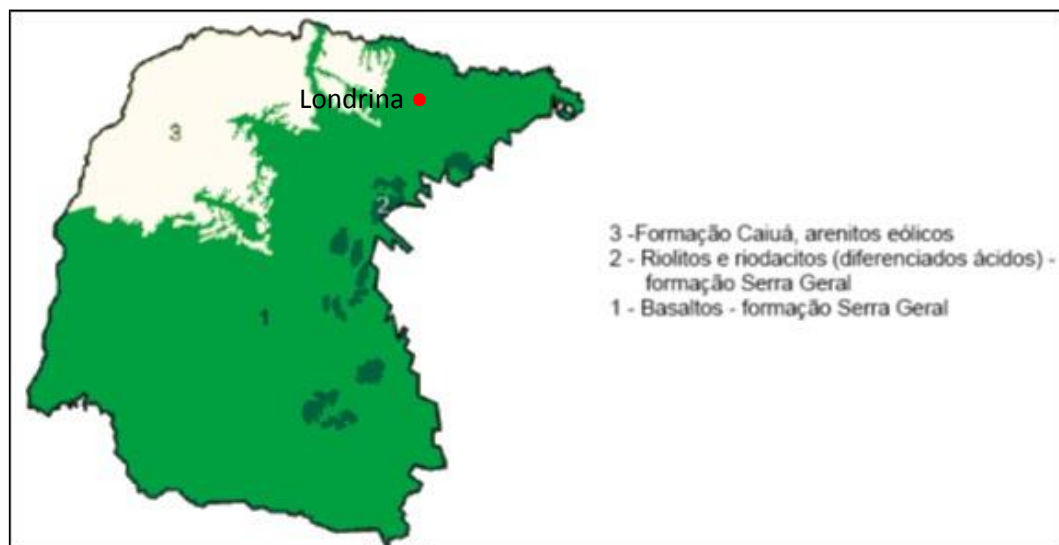 Londrina
3
2
1
3 -Formação Caiuá, arenitos eólicos
2 - Riolitos e riodacitos (diferenciados ácidos) -
formação Serra Geral
1 - Basaltos - formação Serra Geral